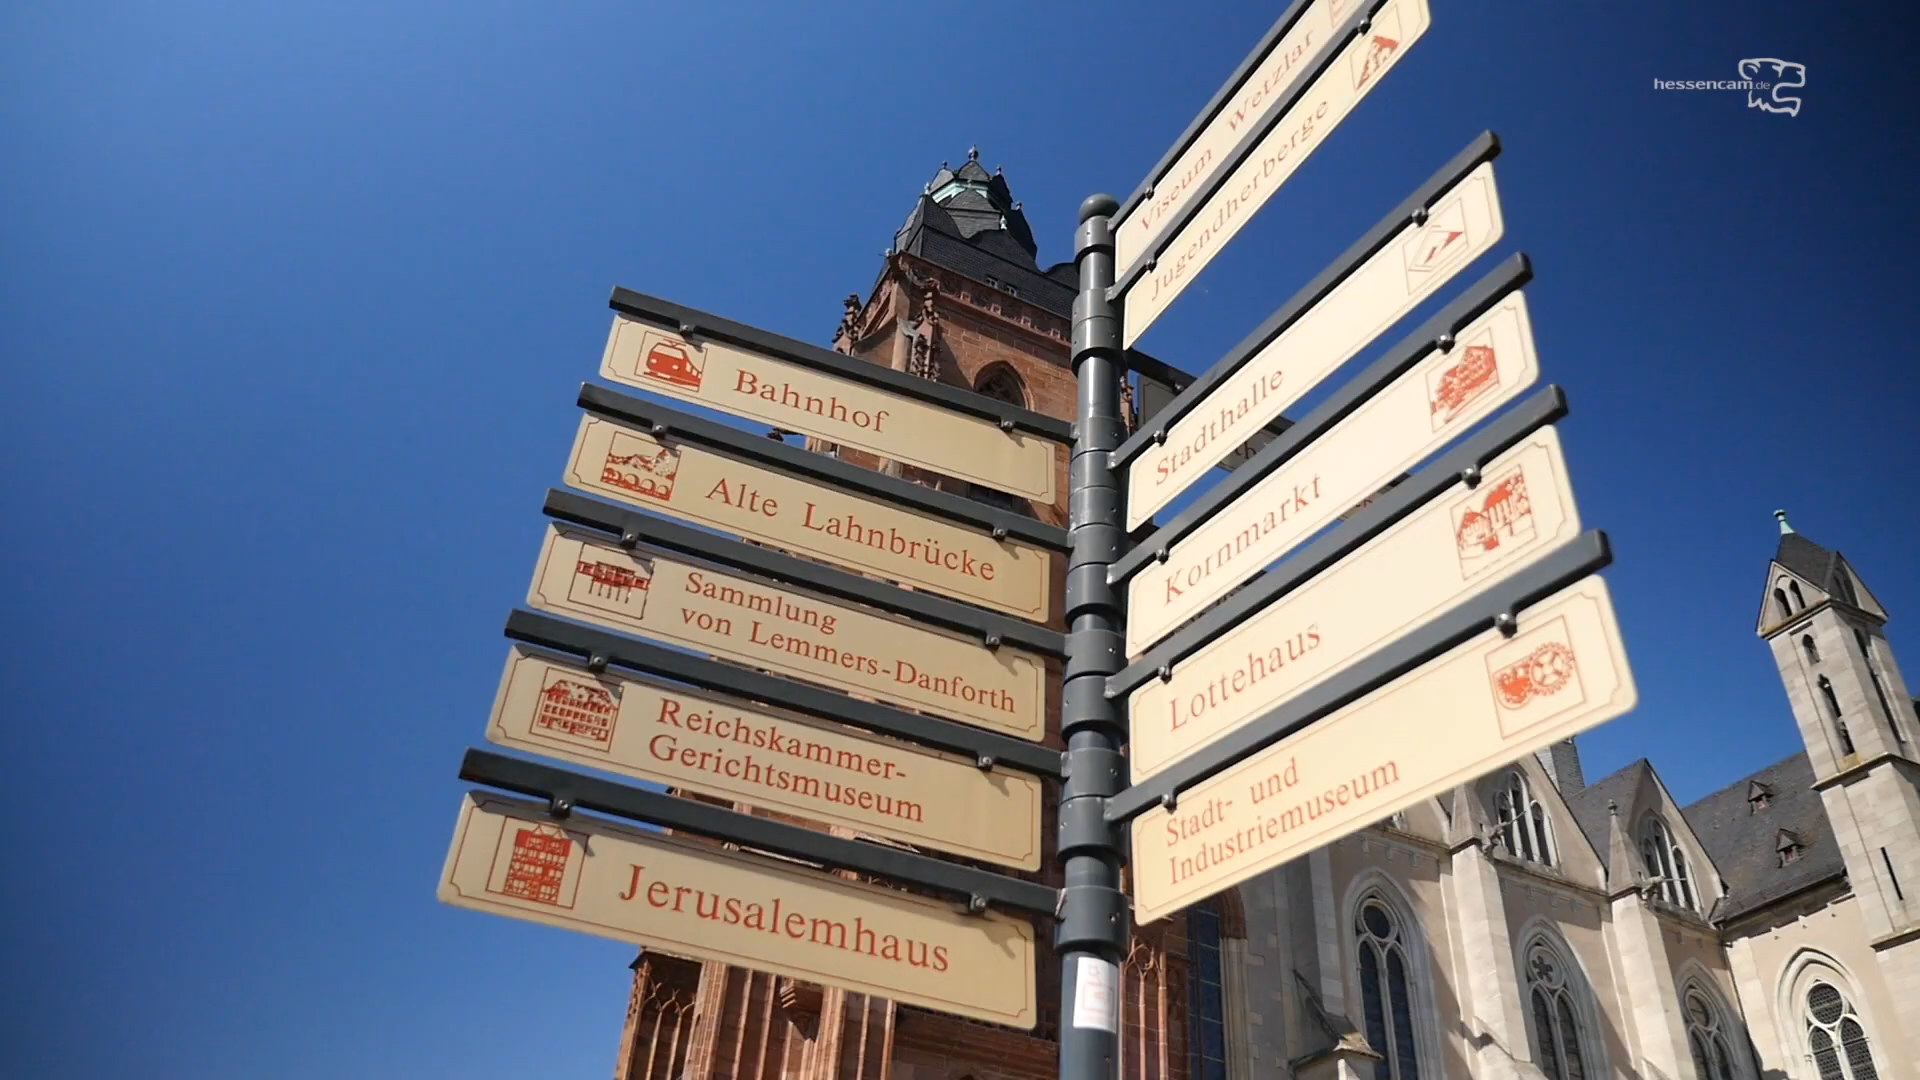 hessencam.de
Viseum Wetzlar
Jugendherberge
Stadthalle
Kornmarkt
Lottehaus
Stadt- und
Industriemuseum
Bahnhof
Alte Lahnbrücke
Sammlung
von Lemmers-Danforth
Reichskammer-
Gerichtsmuseum
Jerusalemhaus